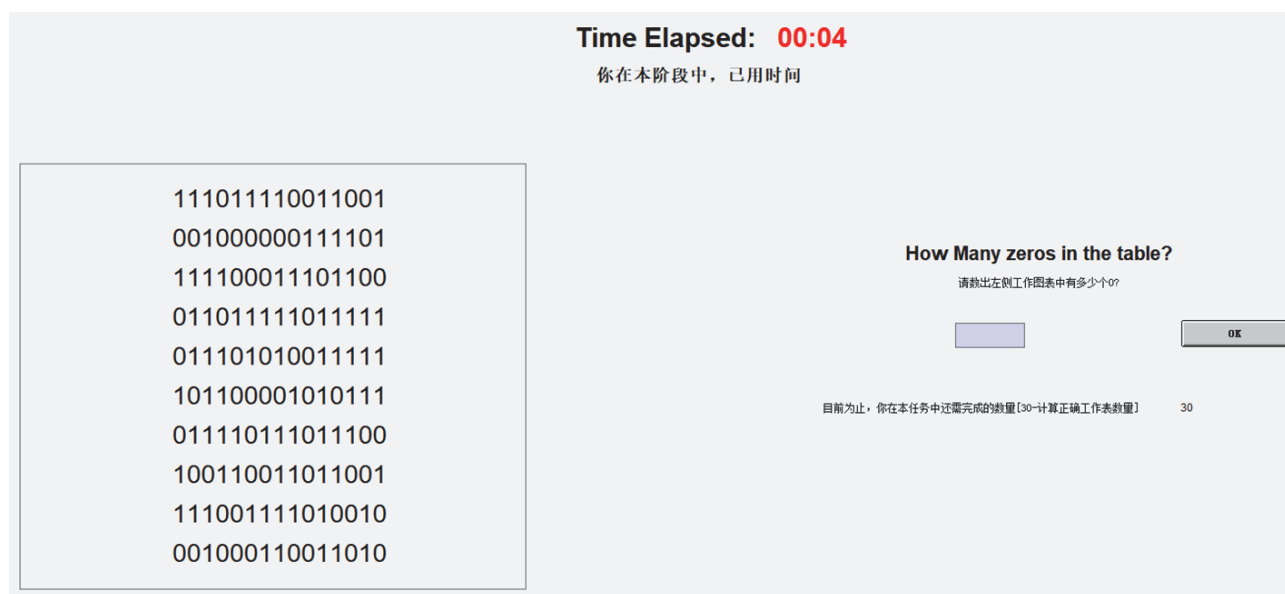 Time Elapsed: 00:04
你在本阶段中，已用时间
111011110011001
001000000111101
111100011101100
011011111011111
011101010011111
101100001010111
011110111011100
100110011011001
111001111010010
001000110011010
How Many zeros in the table?
请数出左侧工作图表中有多少个0?
OK
目前为止，你在本任务中还需完成的数量[30-计算正确工作表数量] 30